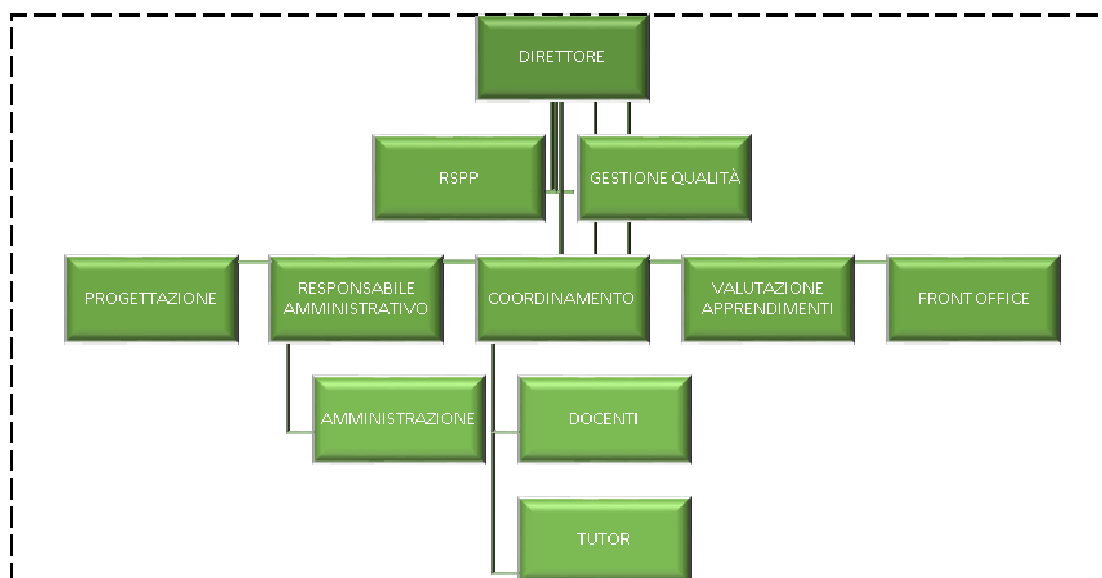 DIRETTORE
RSPP
GESTIONE QUALITÀ
PROGETTAZIONE
RESPONSABILE
AMMINISTRATIVO
COORDINAMENTO
VALUTAZIONE
APPRENDIMENTI
FRONT OFFICE
AMMINISTRAZIONE
DOCENTI
TUTOR